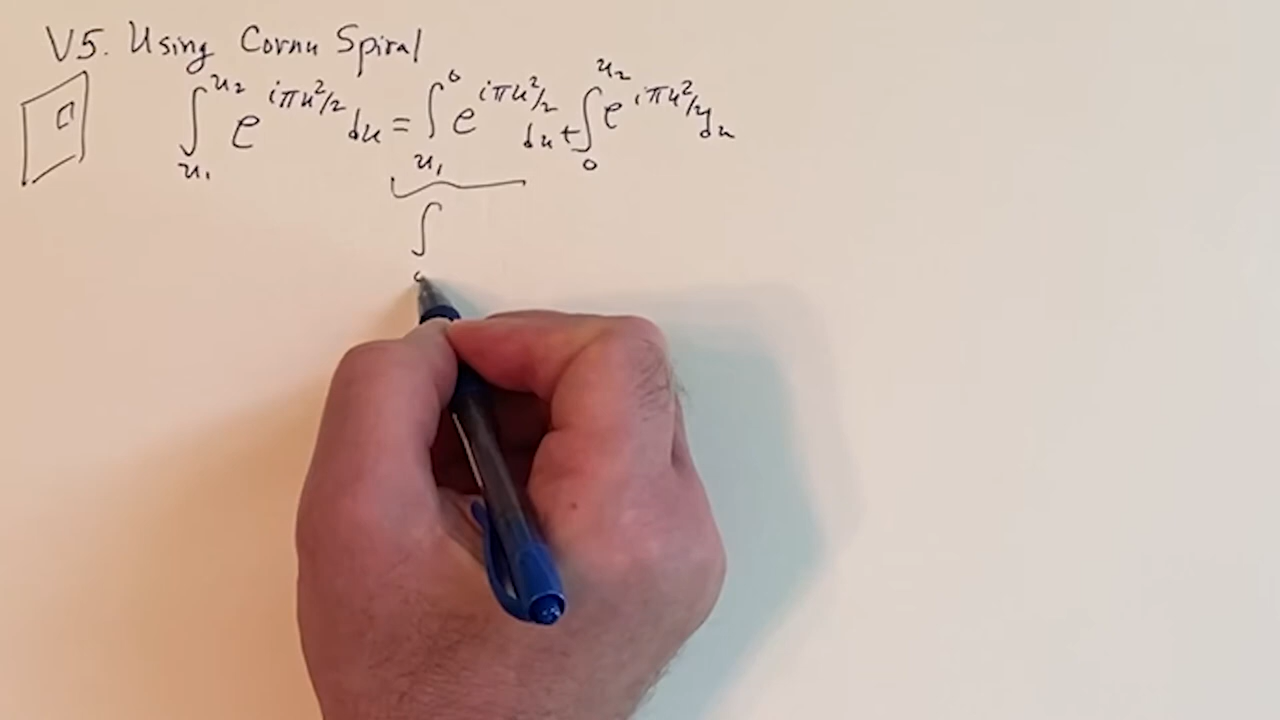 V5. Using Cornu Spiral
∫_{u₁}^{u₂} e^{iπu²/2} du = ∫_{u₁}^{0} e^{iπu²/2} du + ∫_{0}^{u₂} e^{iπu²/2} du
∫